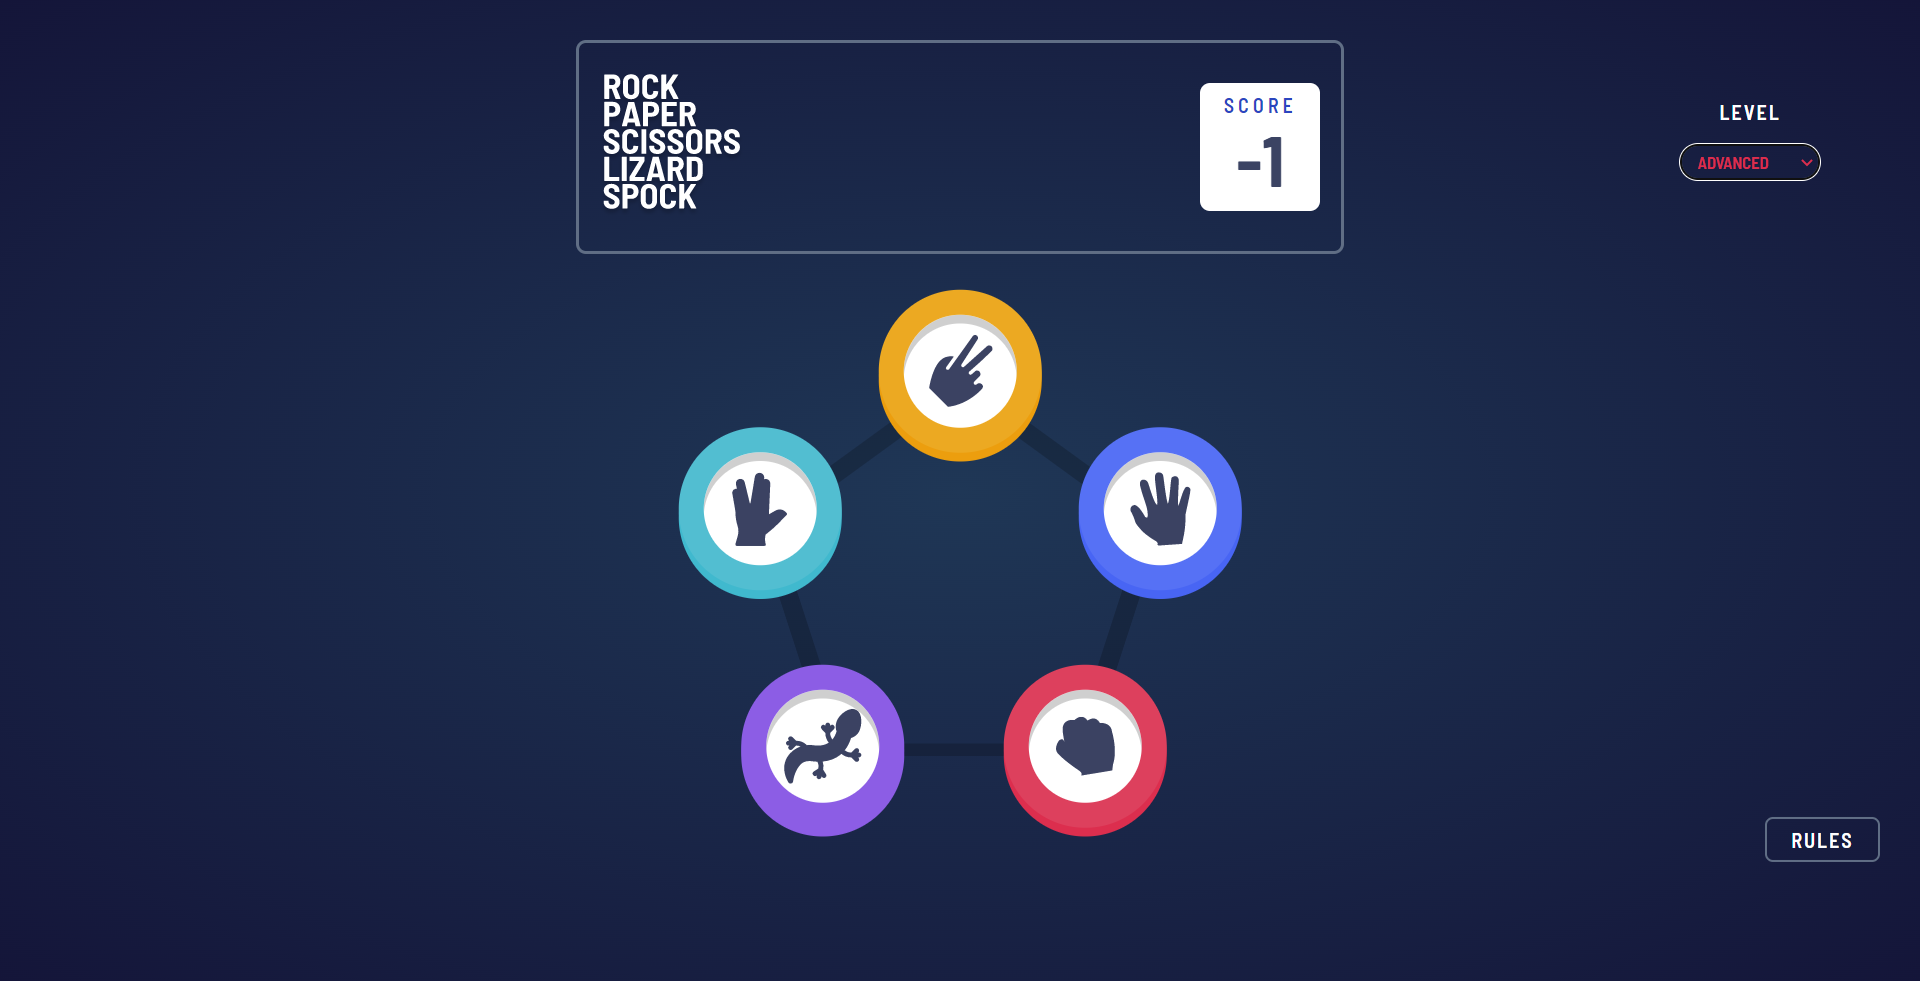 ROCK
PAPER
SCISSORS
LIZARD
SPOCK
SCORE
-1
LEVEL
ADVANCED
RULES